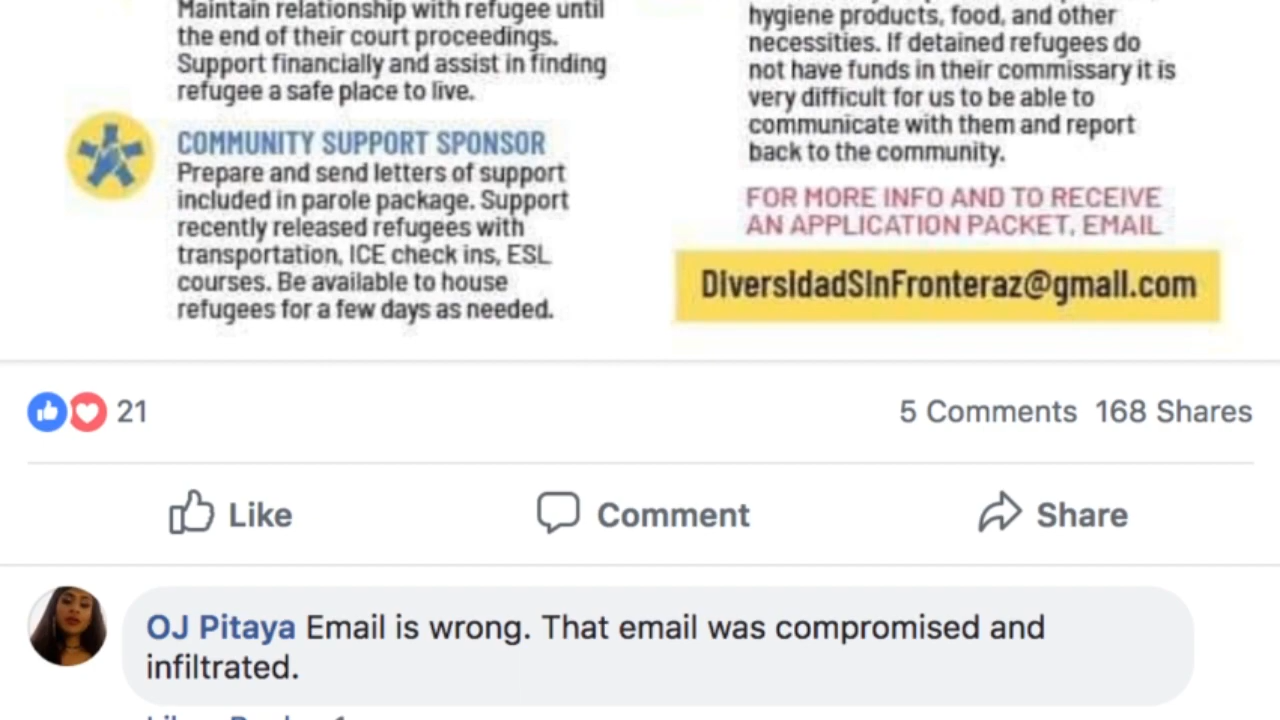 Maintain relationship with refugee until
the end of their court proceedings.
Support financially and assist in finding
refugee a safe place to live.
COMMUNITY SUPPORT SPONSOR
Prepare and send letters of support
included in parole package. Support
recently released refugees with
transportation, ICE check ins, ESL
courses. Be available to house
refugees for a few days as needed.
hygiene products, food, and other
necessities. If detained refugees do
not have funds in their commissary it is
very difficult for us to be able to
communicate with them and report
back to the community.
FOR MORE INFO AND TO RECEIVE
AN APPLICATION PACKET, EMAIL
DiversidadSinFronteraz@gmail.com
21
5 Comments 168 Shares
Like Comment Share
OJ Pitaya Email is wrong. That email was compromised and
infiltrated.